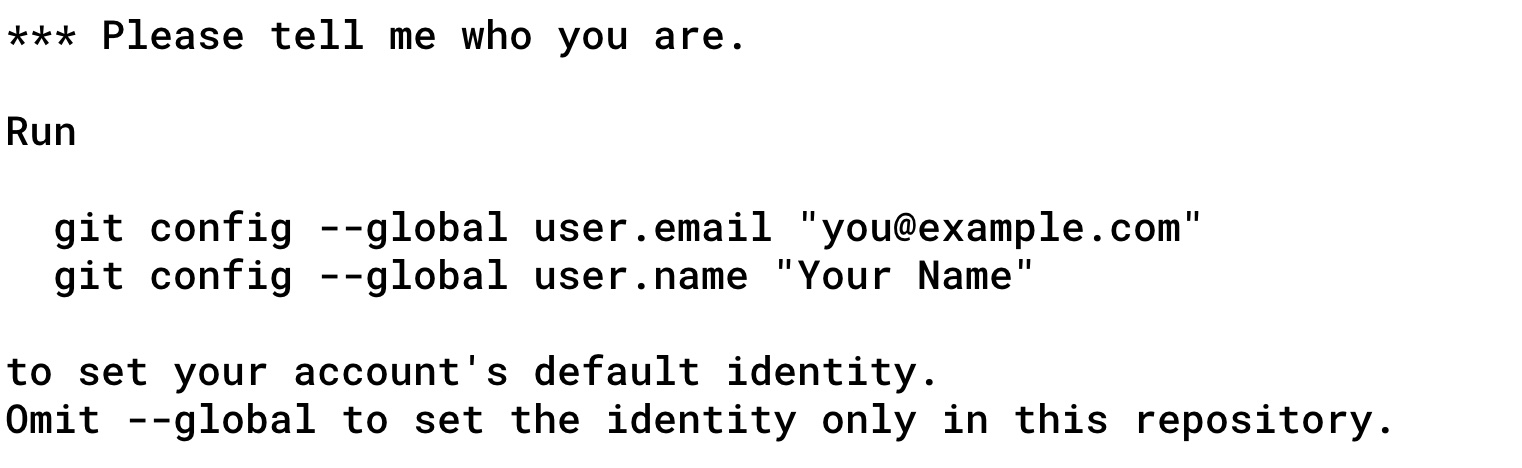 *** Please tell me who you are.

Run

  git config --global user.email "you@example.com"
  git config --global user.name "Your Name"

to set your account's default identity.
Omit --global to set the identity only in this repository.